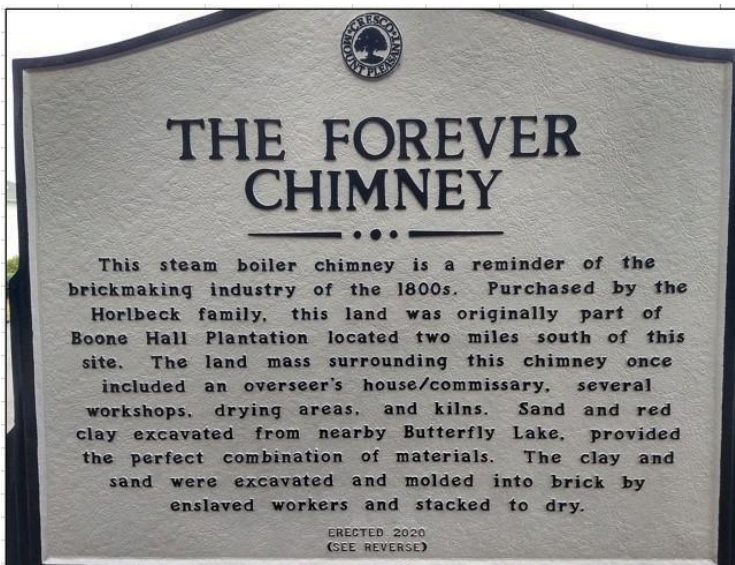 CRESCO
MOUNT PLEASANT
THE FOREVER
CHIMNEY
This steam boiler chimney is a reminder of the
brickmaking industry of the 1800s. Purchased by the
Horlbeck family, this land was originally part of
Boone Hall Plantation located two miles south of this
site. The land mass surrounding this chimney once
included an overseer's house/commissary, several
workshops, drying areas, and kilns. Sand and red
clay excavated from nearby Butterfly Lake, provided
the perfect combination of materials. The clay and
sand were excavated and molded into brick by
enslaved workers and stacked to dry.
ERECTED 2020
(SEE REVERSE)